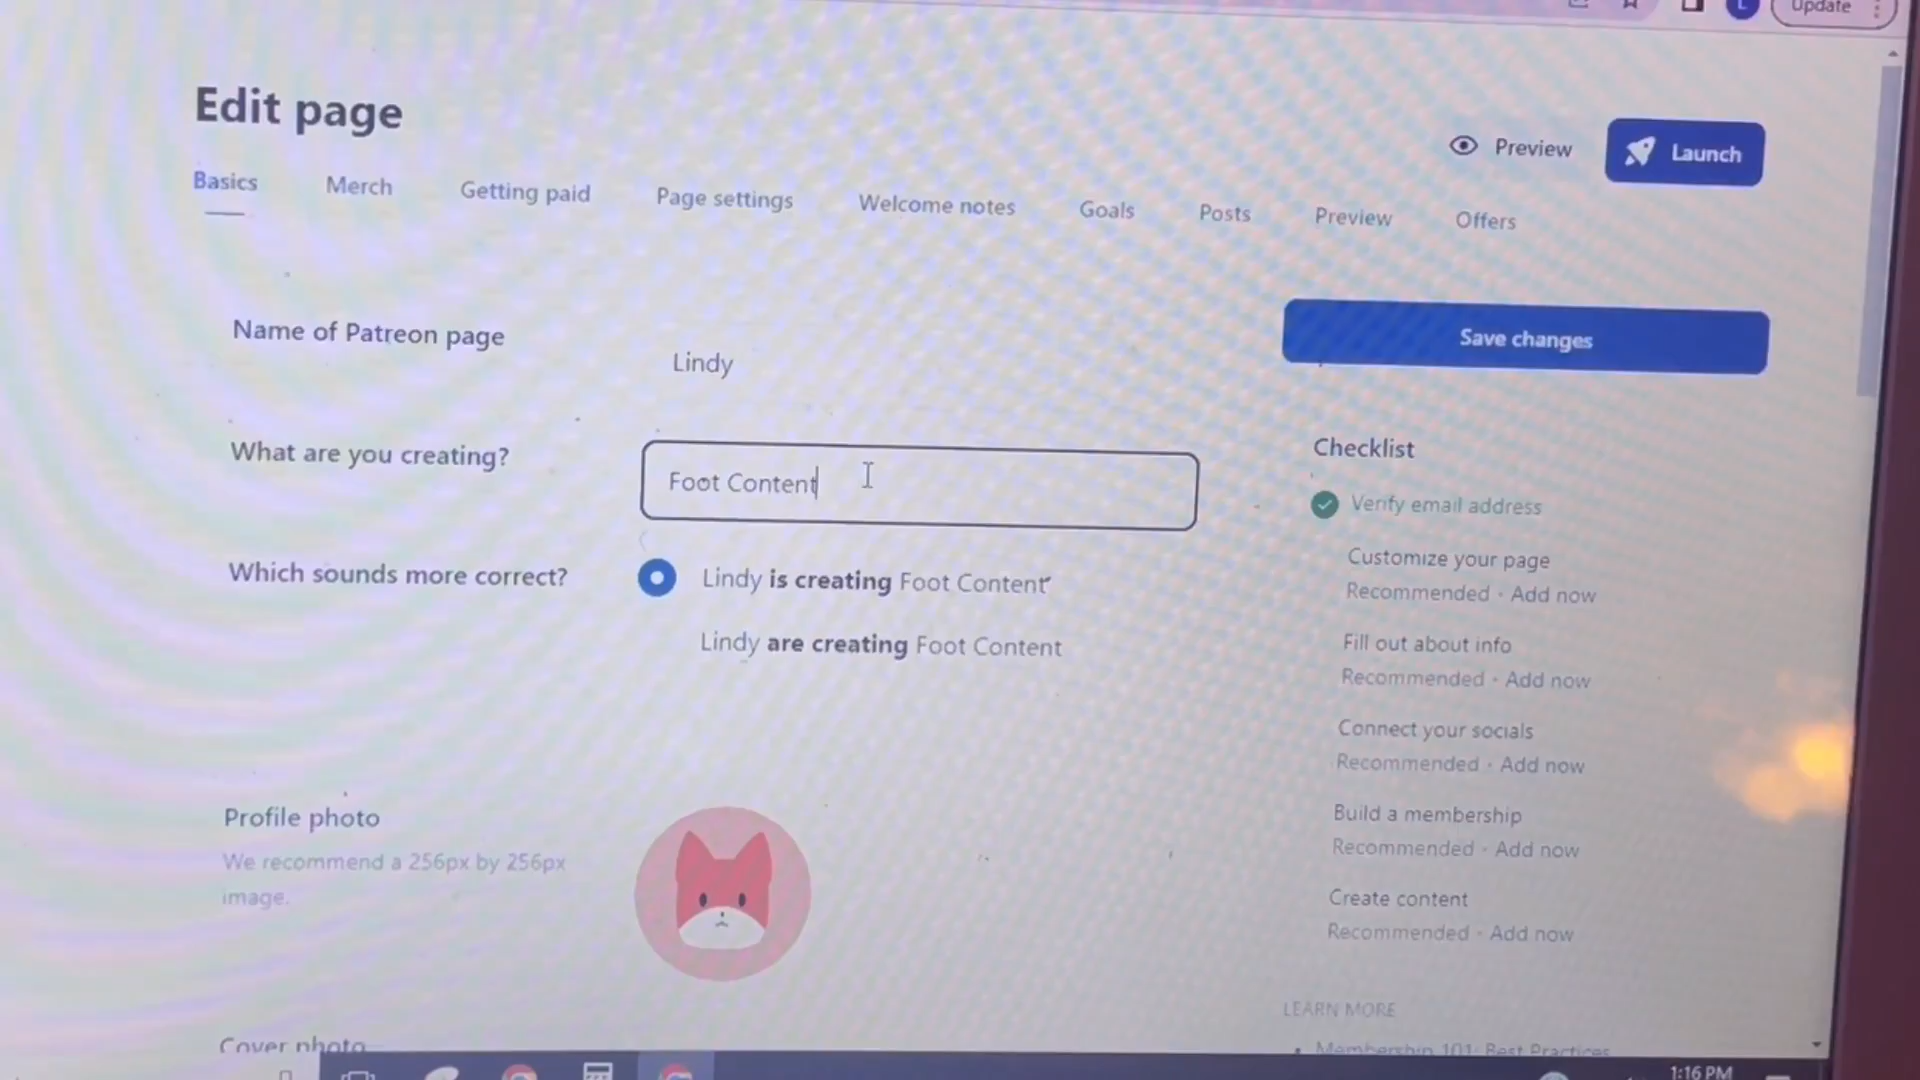 Update
Edit page
Preview
Launch
Basics
Merch
Getting paid
Page settings
Welcome notes
Goals
Posts
Preview
Offers
Name of Patreon page
Lindy
Save changes
What are you creating?
Foot Content
Which sounds more correct?
Lindy is creating Foot Content
Lindy are creating Foot Content
Checklist
Verify email address
Customize your page
Recommended · Add now
Fill out about info
Recommended · Add now
Connect your socials
Recommended · Add now
Build a membership
Recommended · Add now
Create content
Recommended · Add now
Profile photo
We recommend a 256px by 256px
image.
LEARN MORE
Membership 101: Best Practices
Cover photo
1:16 PM